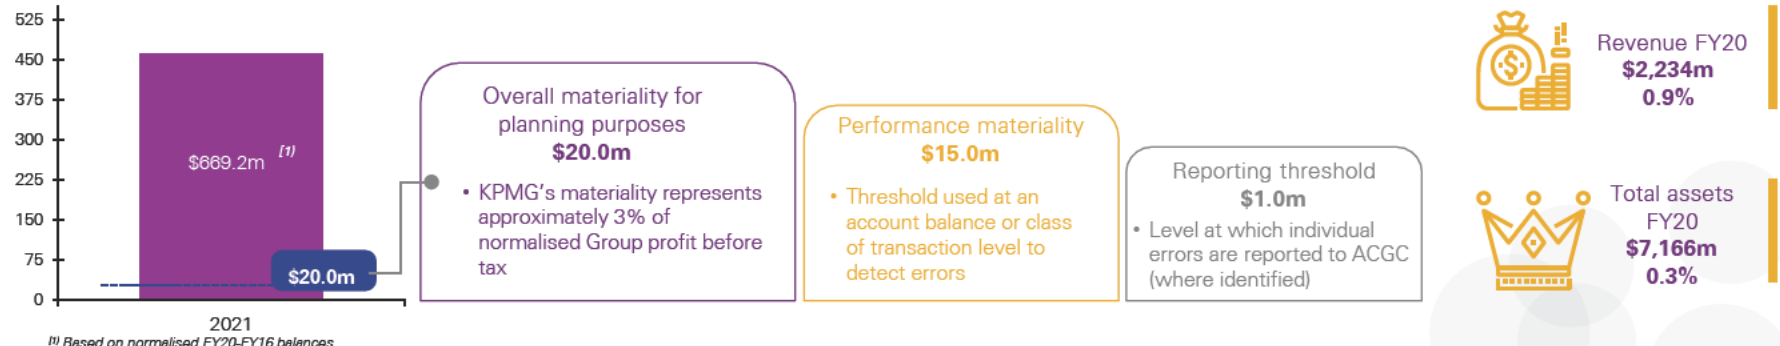 525
450
375
300
225
150
75
0
$669.2m [1]
$20.0m
2021
[1] Based on normalised FY20-FY16 balances
Overall materiality for
planning purposes
$20.0m
• KPMG's materiality represents
approximately 3% of
normalised Group profit before
tax
Performance materiality
$15.0m
• Threshold used at an
account balance or class
of transaction level to
detect errors
Reporting threshold
$1.0m
• Level at which individual
errors are reported to ACGC
(where identified)
Revenue FY20
$2,234m
0.9%
Total assets
FY20
$7,166m
0.3%